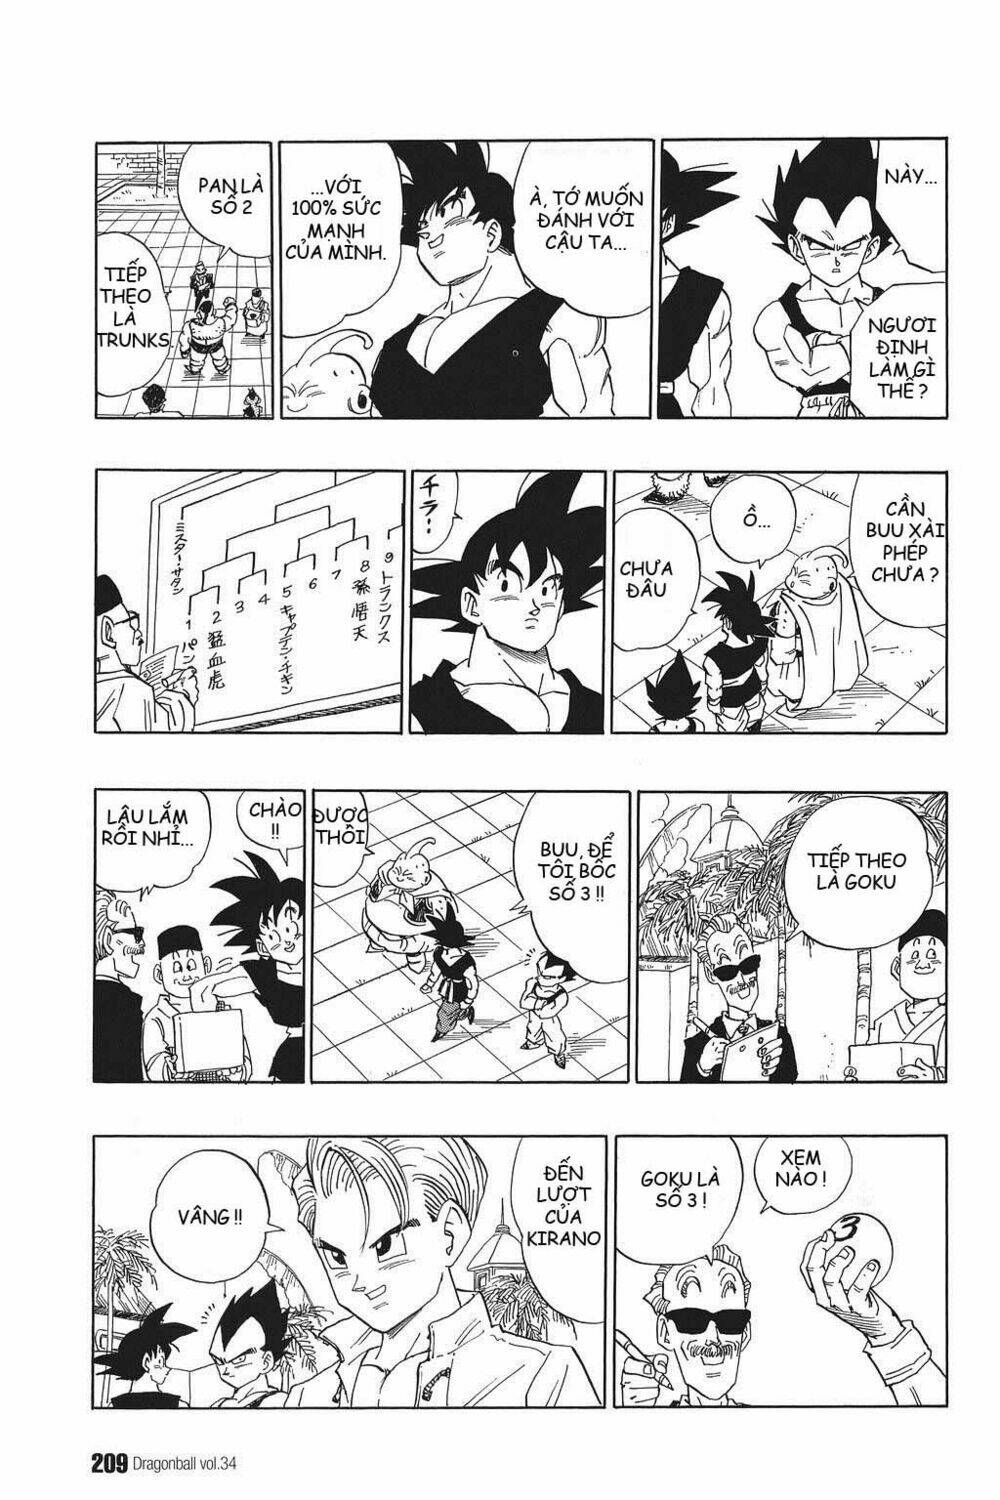 NÀY...
NGƯƠI
ĐỊNH
LÀM GÌ
THẾ?
À, TỚ MUỐN
ĐÁNH VỚI
CẬU TA...
...VỚI
100% SỨC
MẠNH
CỦA MÌNH.
PAN LÀ
SỐ 2
TIẾP
THEO
LÀ
TRUNKS
CẦN
BUU XÀI
PHÉP
CHƯA?
Ồ...
CHƯA
ĐÂU
チラ…
ミスター・サタン
1 パン
2 猛血虎
3
4
5 キャプテン・チキン
6
7
8 孫悟天
9 トランクス
TIẾP THEO
LÀ GOKU
BUU, ĐỂ
TÔI BỐC
SỐ 3!!
ĐƯỢC
THÔI
CHÀO
!!
LÂU LẮM
RỒI NHỈ...
XEM
NÀO!
3
GOKU LÀ
SỐ 3!
ĐẾN
LƯỢT
CỦA
KIRANO
VÂNG!!
209 Dragonball vol.34